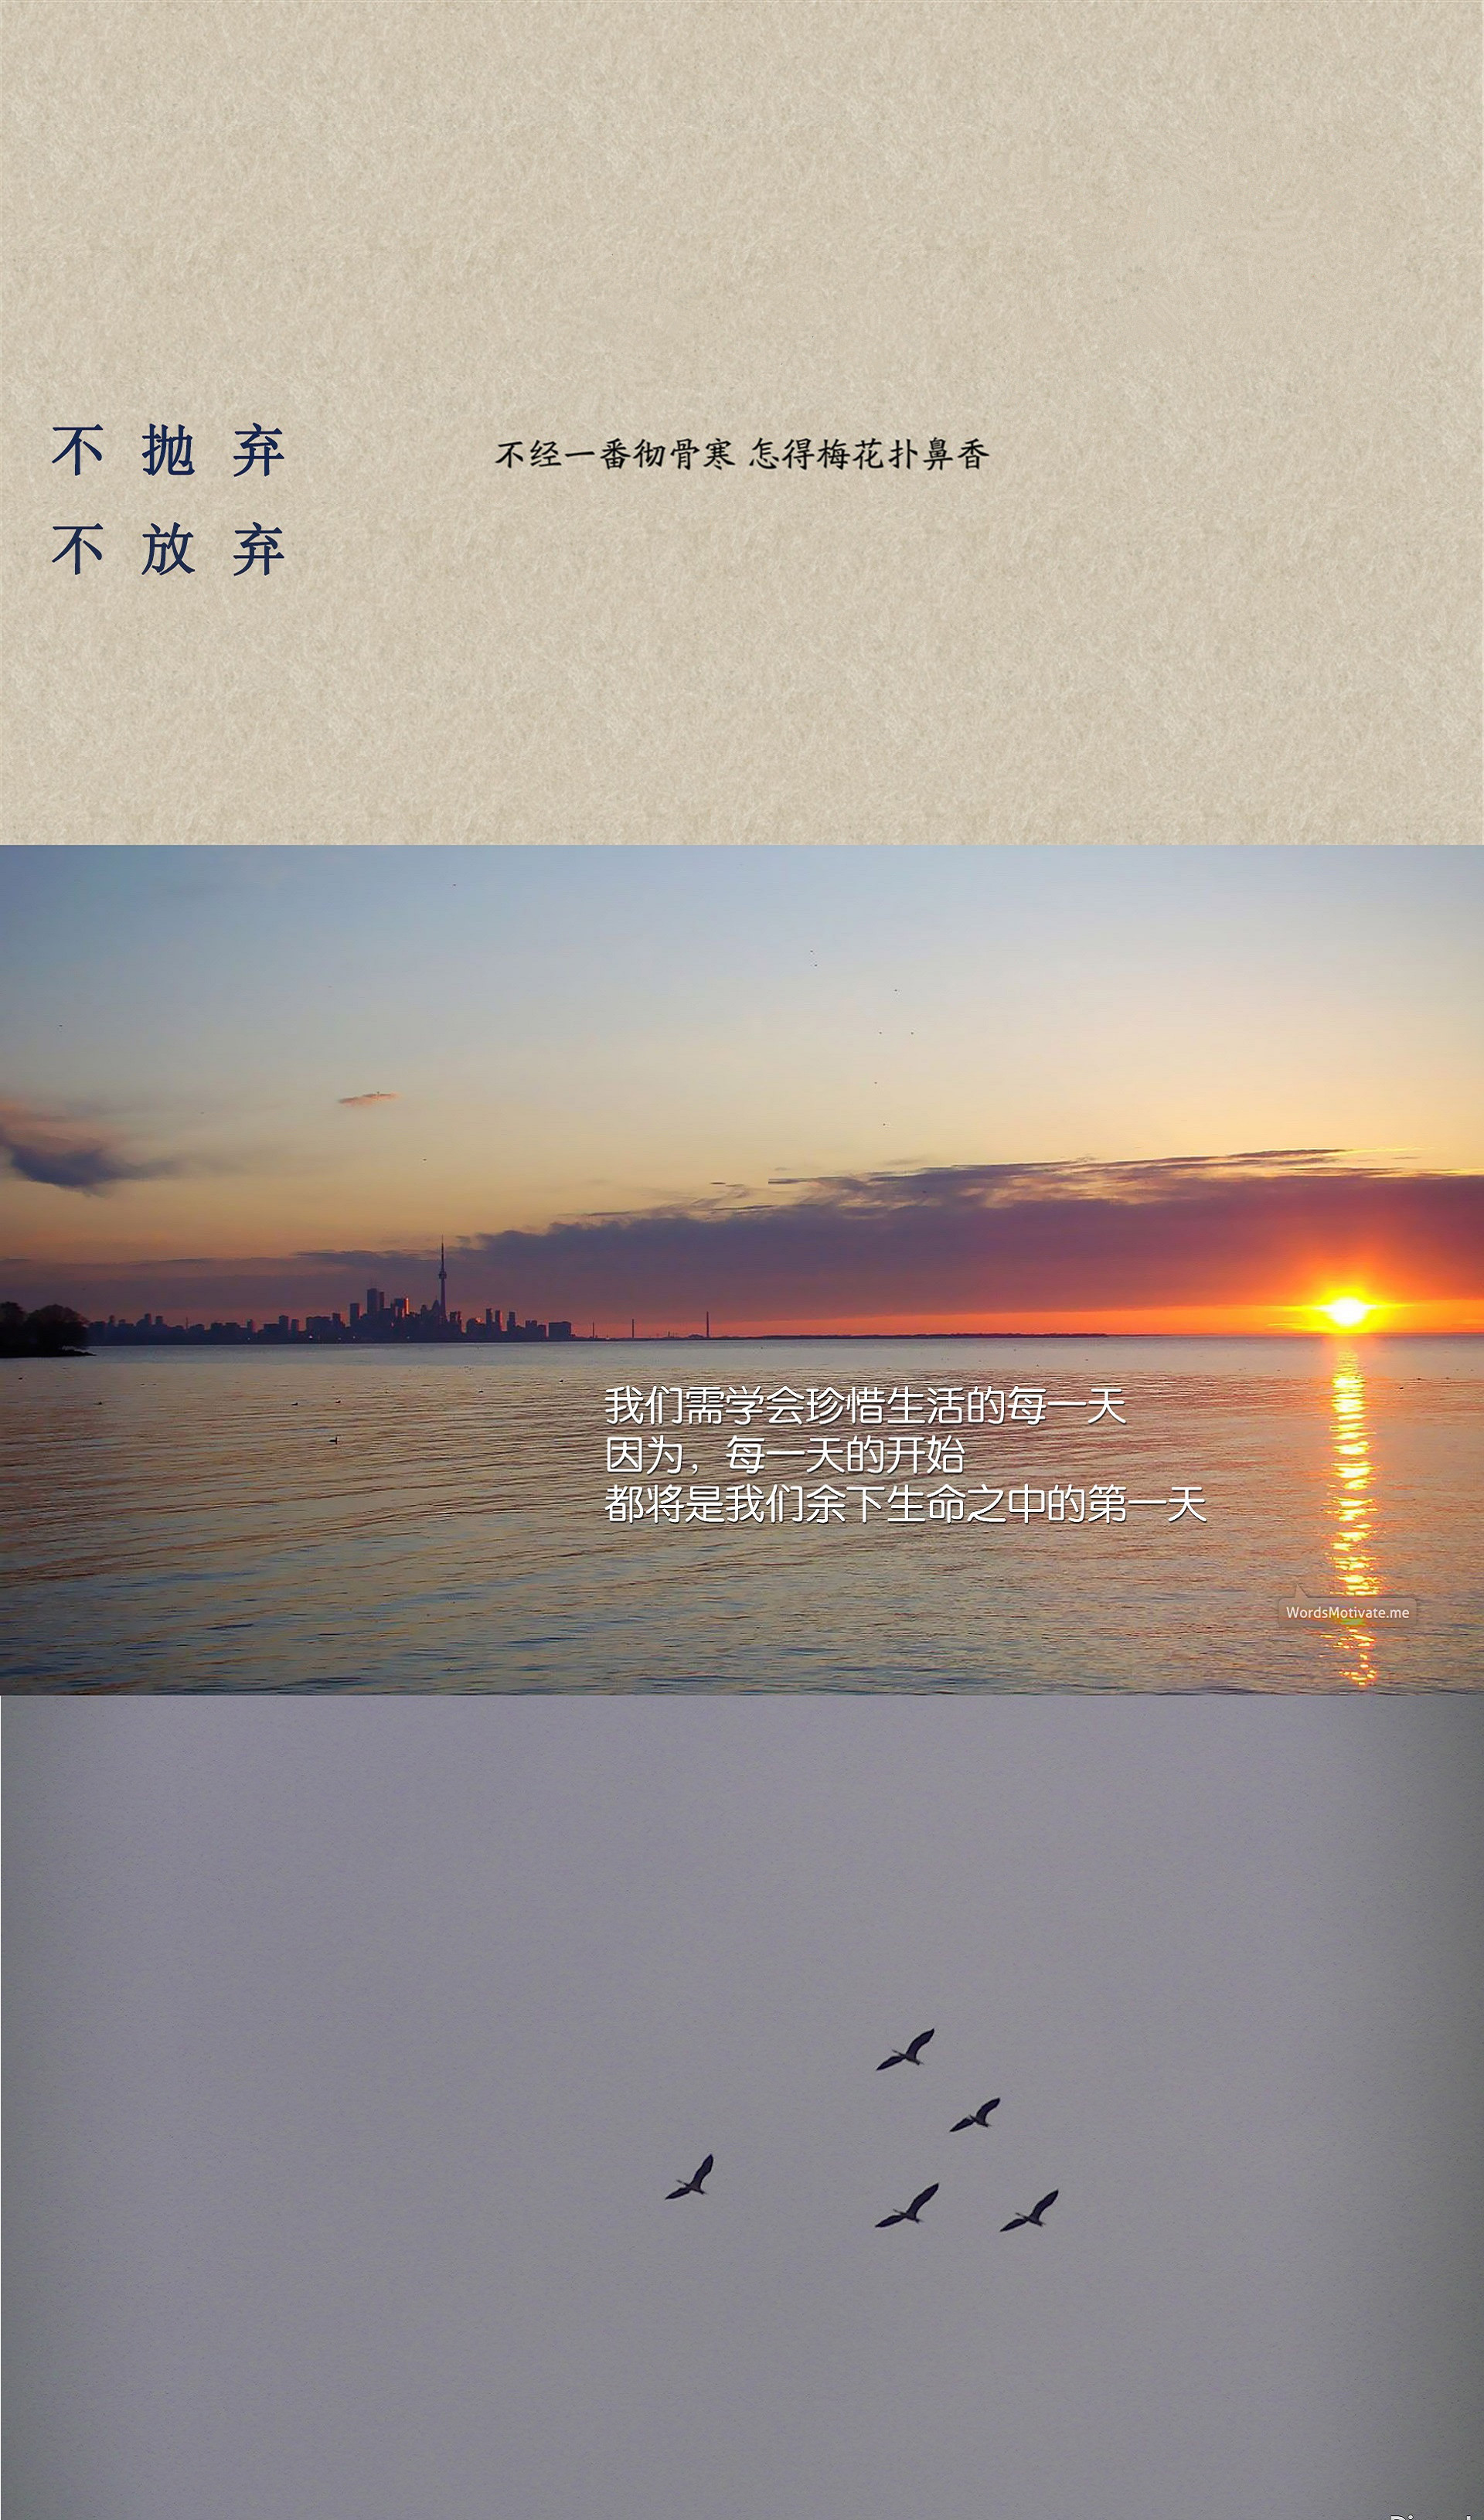 不抛弃
不放弃
不经一番彻骨寒 怎得梅花扑鼻香
我们需学会珍惜生活的每一天
因为，每一天的开始
都将是我们余下生命之中的第一天
WordsMotivate.me